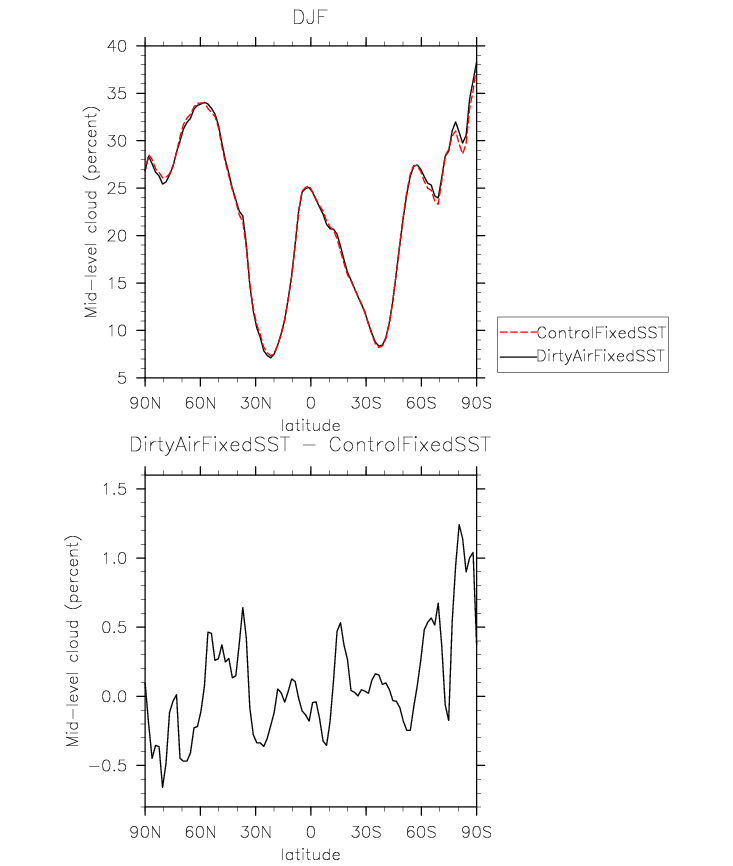 DJF
Mid-level cloud (percent)
40
35
30
25
20
15
10
5
90N 60N 30N 0 30S 60S 90S
latitude
ControlFixedSST
DirtyAirFixedSST
DirtyAirFixedSST - ControlFixedSST
Mid-level cloud (percent)
1.5
1.0
0.5
0.0
-0.5
90N 60N 30N 0 30S 60S 90S
latitude